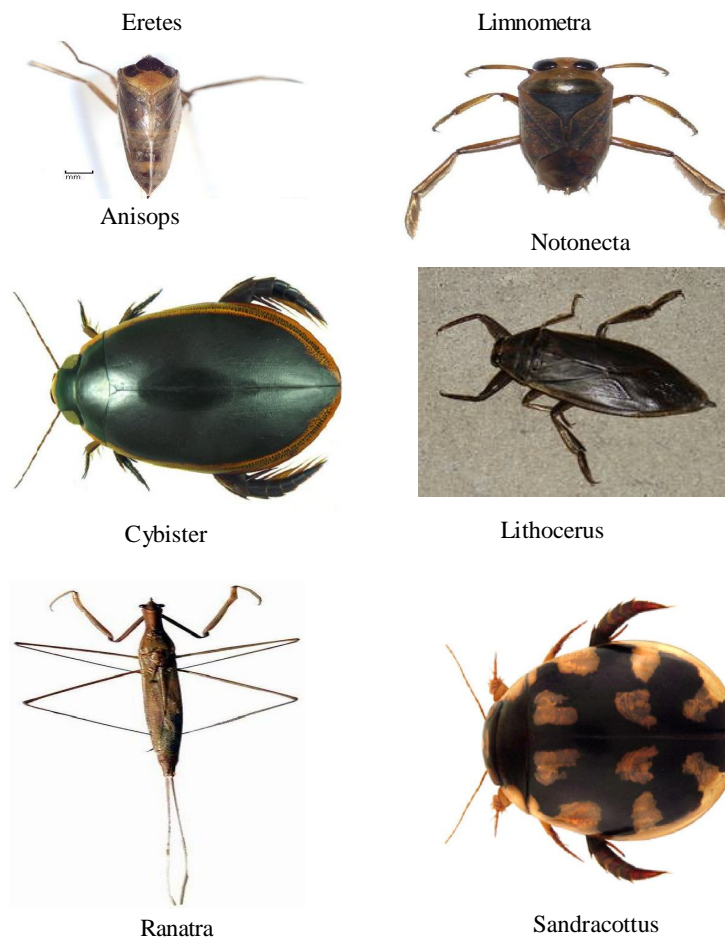 Eretes
Limnometra
mm
Anisops
Notonecta
Cybister
Lithocerus
Ranatra
Sandracottus